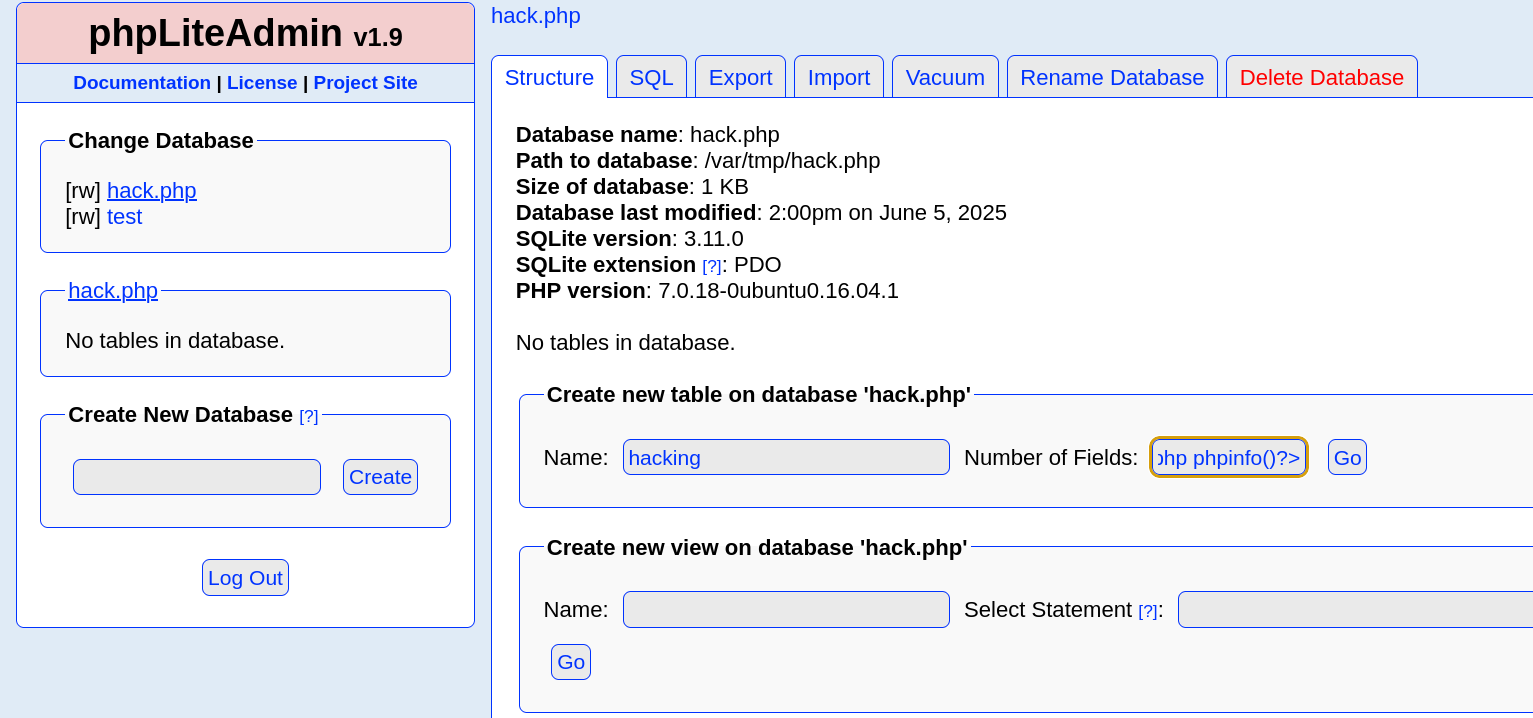 phpLiteAdmin v1.9
Documentation | License | Project Site
Change Database
[rw] hack.php
[rw] test
hack.php
No tables in database.
Create New Database [?]
Create
Log Out
hack.php
Structure SQL Export Import Vacuum Rename Database Delete Database
Database name: hack.php
Path to database: /var/tmp/hack.php
Size of database: 1 KB
Database last modified: 2:00pm on June 5, 2025
SQLite version: 3.11.0
SQLite extension [?]: PDO
PHP version: 7.0.18-0ubuntu0.16.04.1
No tables in database.
Create new table on database 'hack.php'
Name: hacking Number of Fields: php phpinfo()?> Go
Create new view on database 'hack.php'
Name: Select Statement [?]:
Go